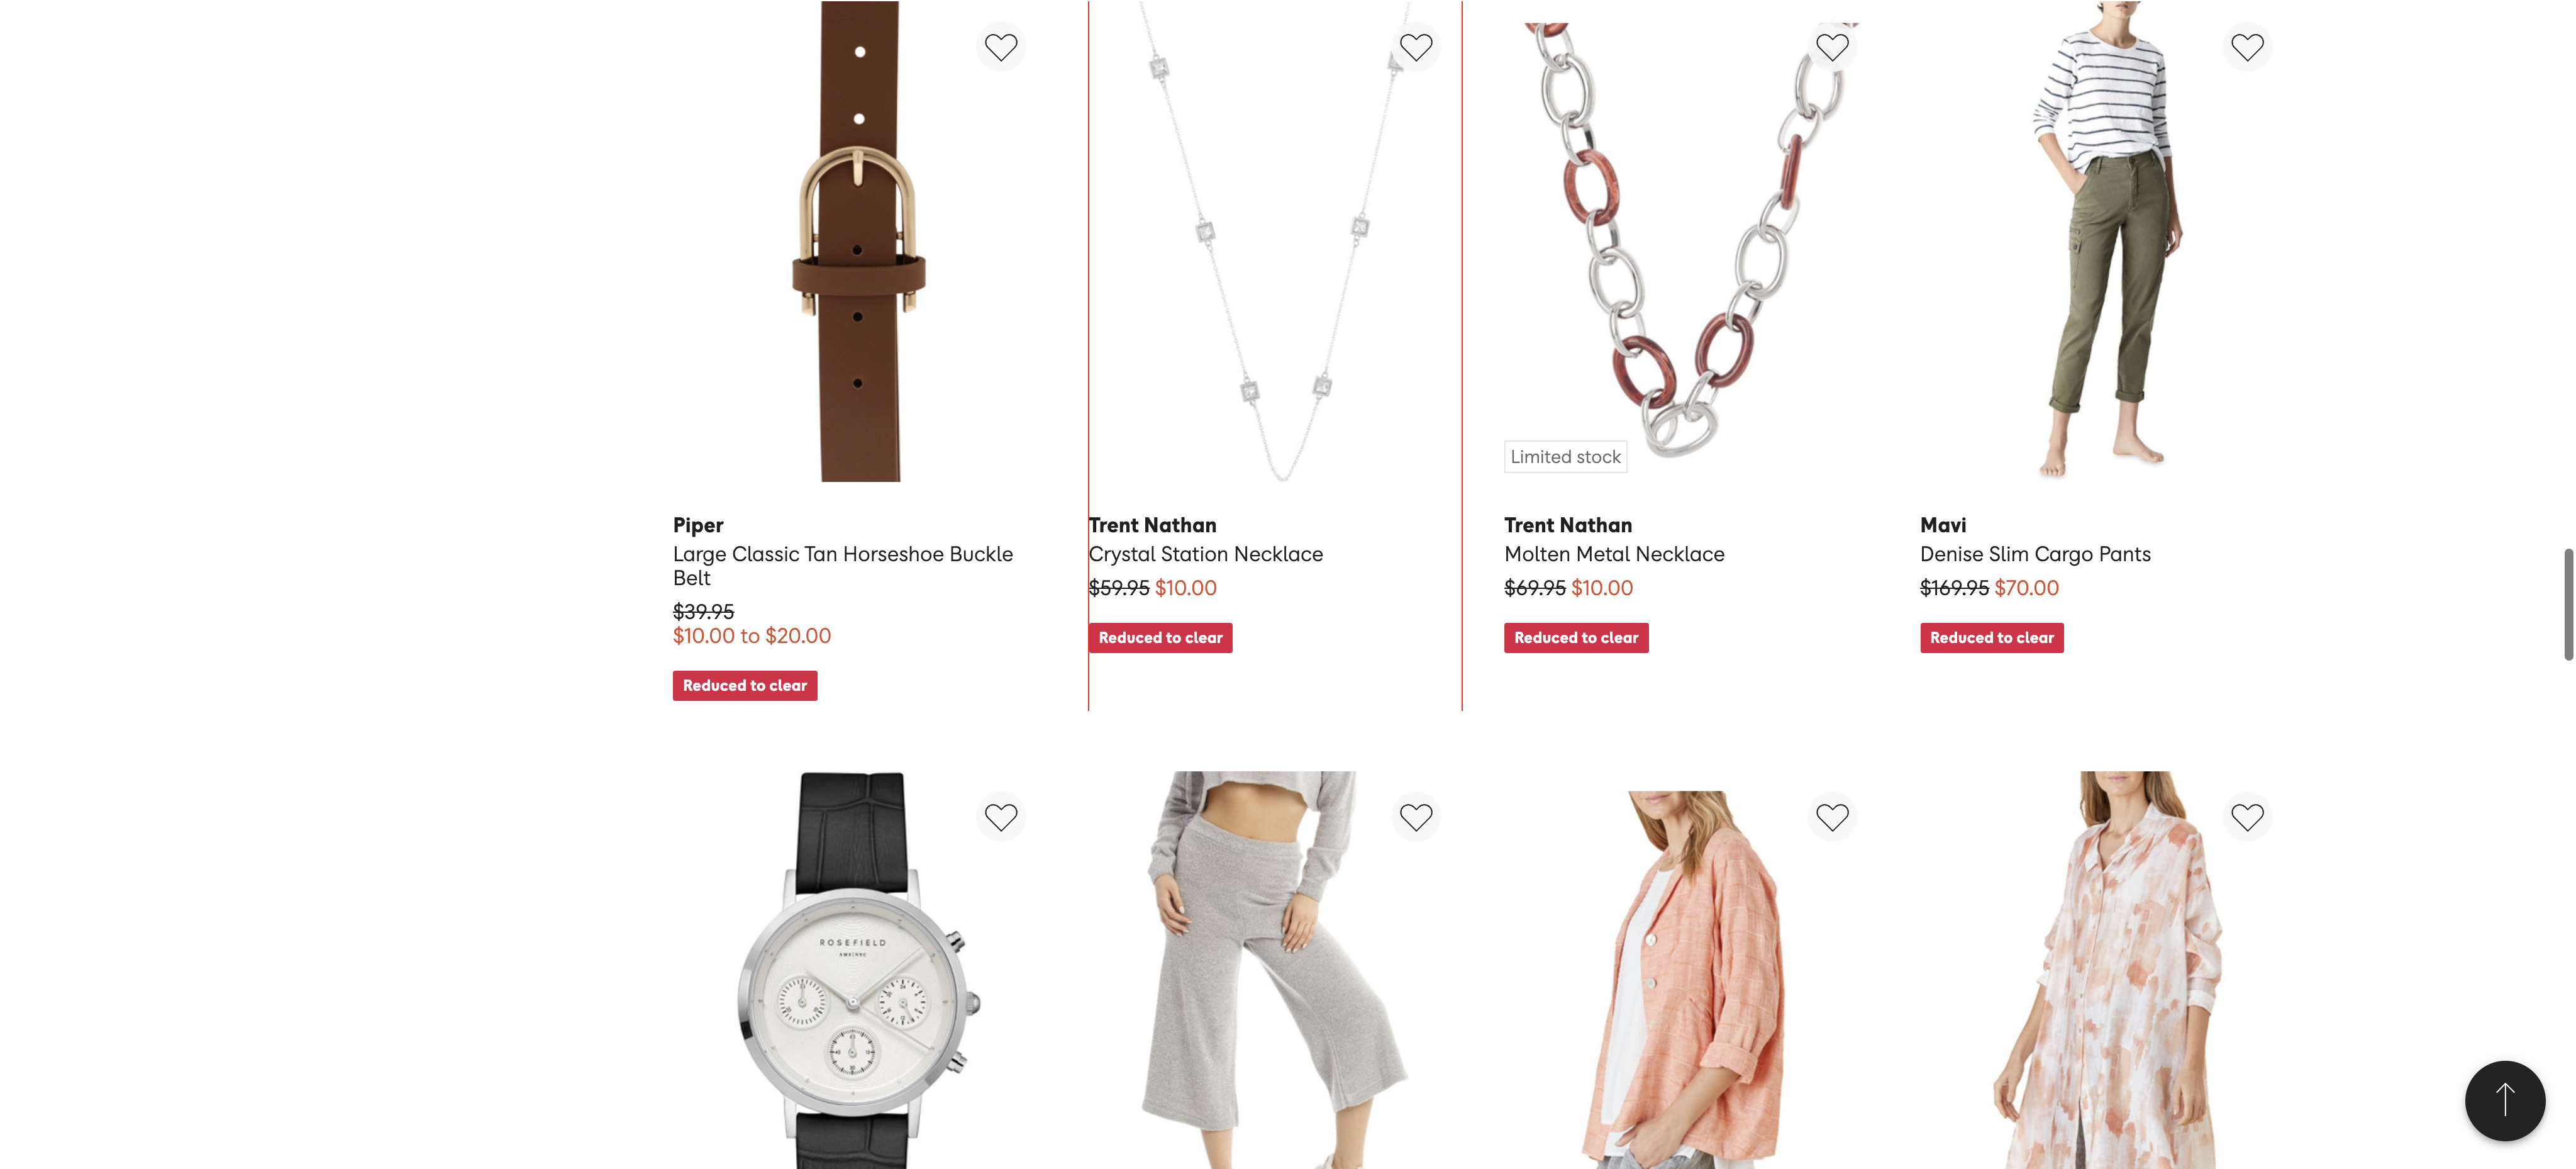 Limited stock
Piper
Large Classic Tan Horseshoe Buckle
Belt
$39.95
$10.00 to $20.00
Reduced to clear
Trent Nathan
Crystal Station Necklace
$59.95 $10.00
Reduced to clear
Trent Nathan
Molten Metal Necklace
$69.95 $10.00
Reduced to clear
Mavi
Denise Slim Cargo Pants
$169.95 $70.00
Reduced to clear
ROSEFIELD